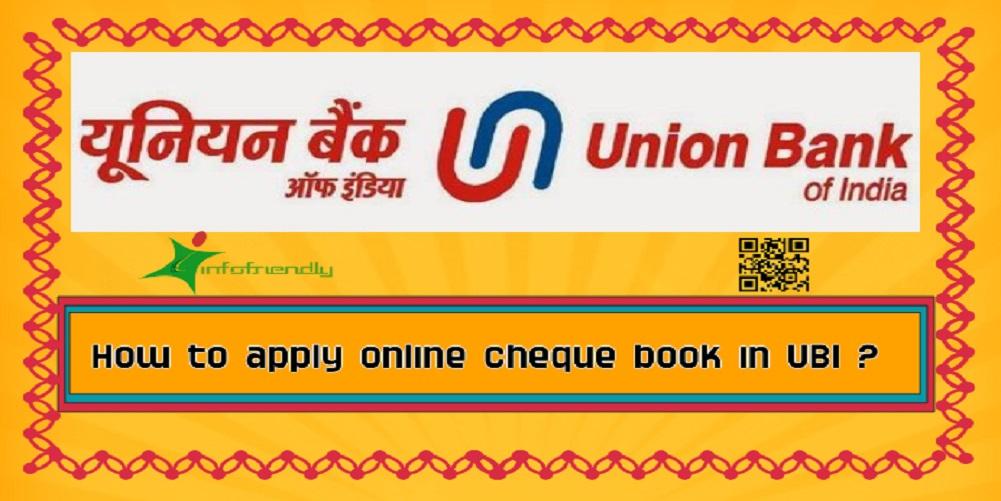 यूनियन बैंक
ऑफ इंडिया
Union Bank
of India
infofriendly
How to apply online cheque book in UBI ?